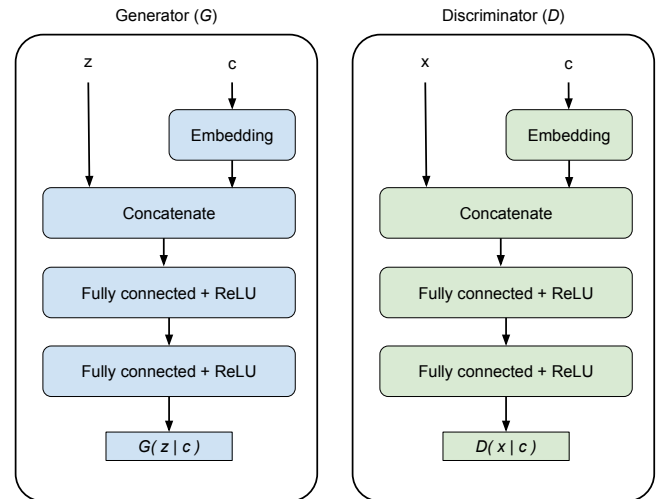 Generator (G)
z
c
Embedding
Concatenate
Fully connected + ReLU
Fully connected + ReLU
G( z | c )
Discriminator (D)
x
c
Embedding
Concatenate
Fully connected + ReLU
Fully connected + ReLU
D( x | c )